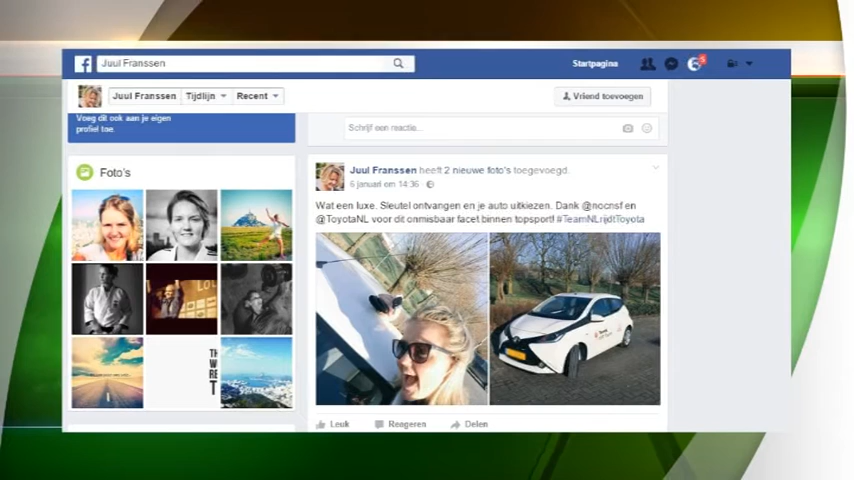 Juul Franssen
Startpagina
5
Juul Franssen Tijdlijn Recent
Vriend toevoegen
Voeg dit ook aan je eigen
profiel toe.
Schrijf een reactie...
Foto's
Juul Franssen heeft 2 nieuwe foto's toegevoegd.
6 januari om 14:36
Wat een luxe. Sleutel ontvangen en je auto uitkiezen. Dank @nocnsf en
@ToyotaNL voor dit onmisbaar facet binnen topsport! #TeamNLrijdtToyota
Leuk Reageren Delen